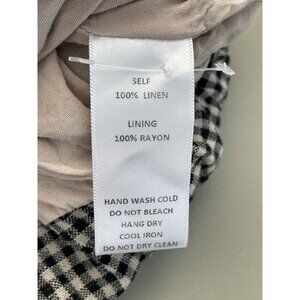 SELF
100% LINEN
LINING
100% RAYON
HAND WASH COLD
DO NOT BLEACH
HANG DRY
COOL IRON
DO NOT DRY CLEAN